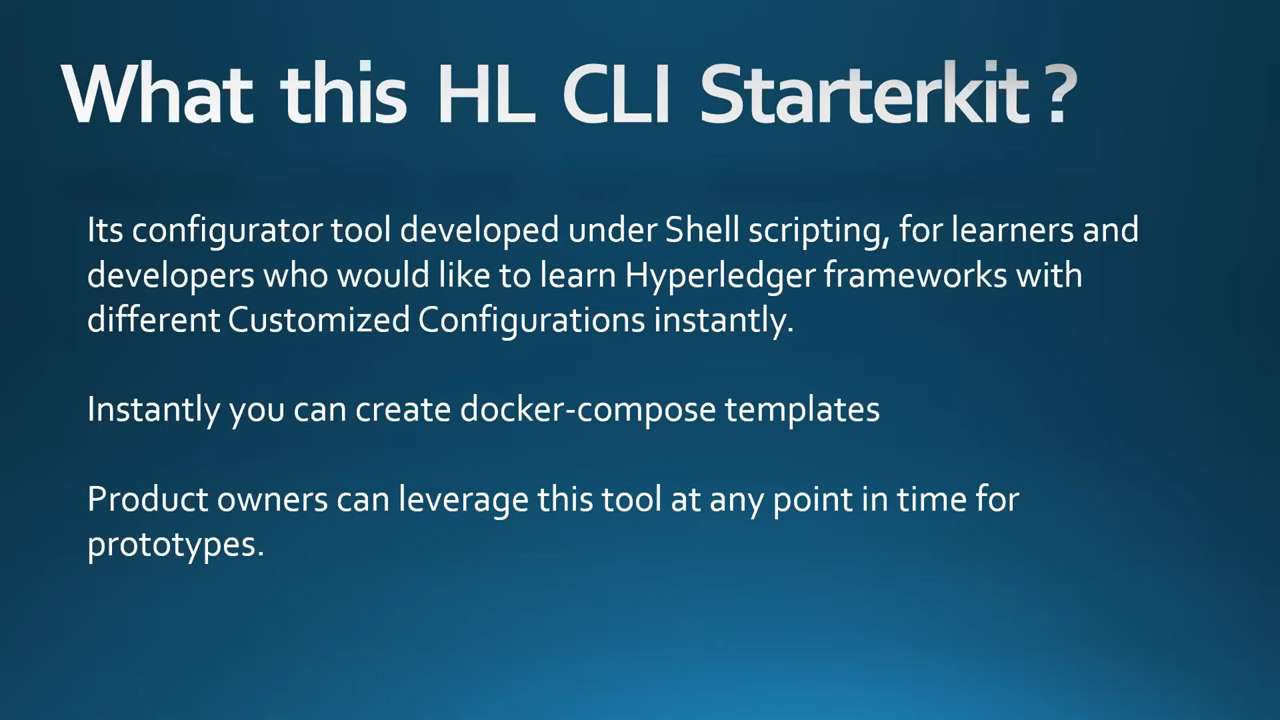 What this HL CLI Starterkit ?
Its configurator tool developed under Shell scripting, for learners and
developers who would like to learn Hyperledger frameworks with
different Customized Configurations instantly.
Instantly you can create docker-compose templates
Product owners can leverage this tool at any point in time for
prototypes.